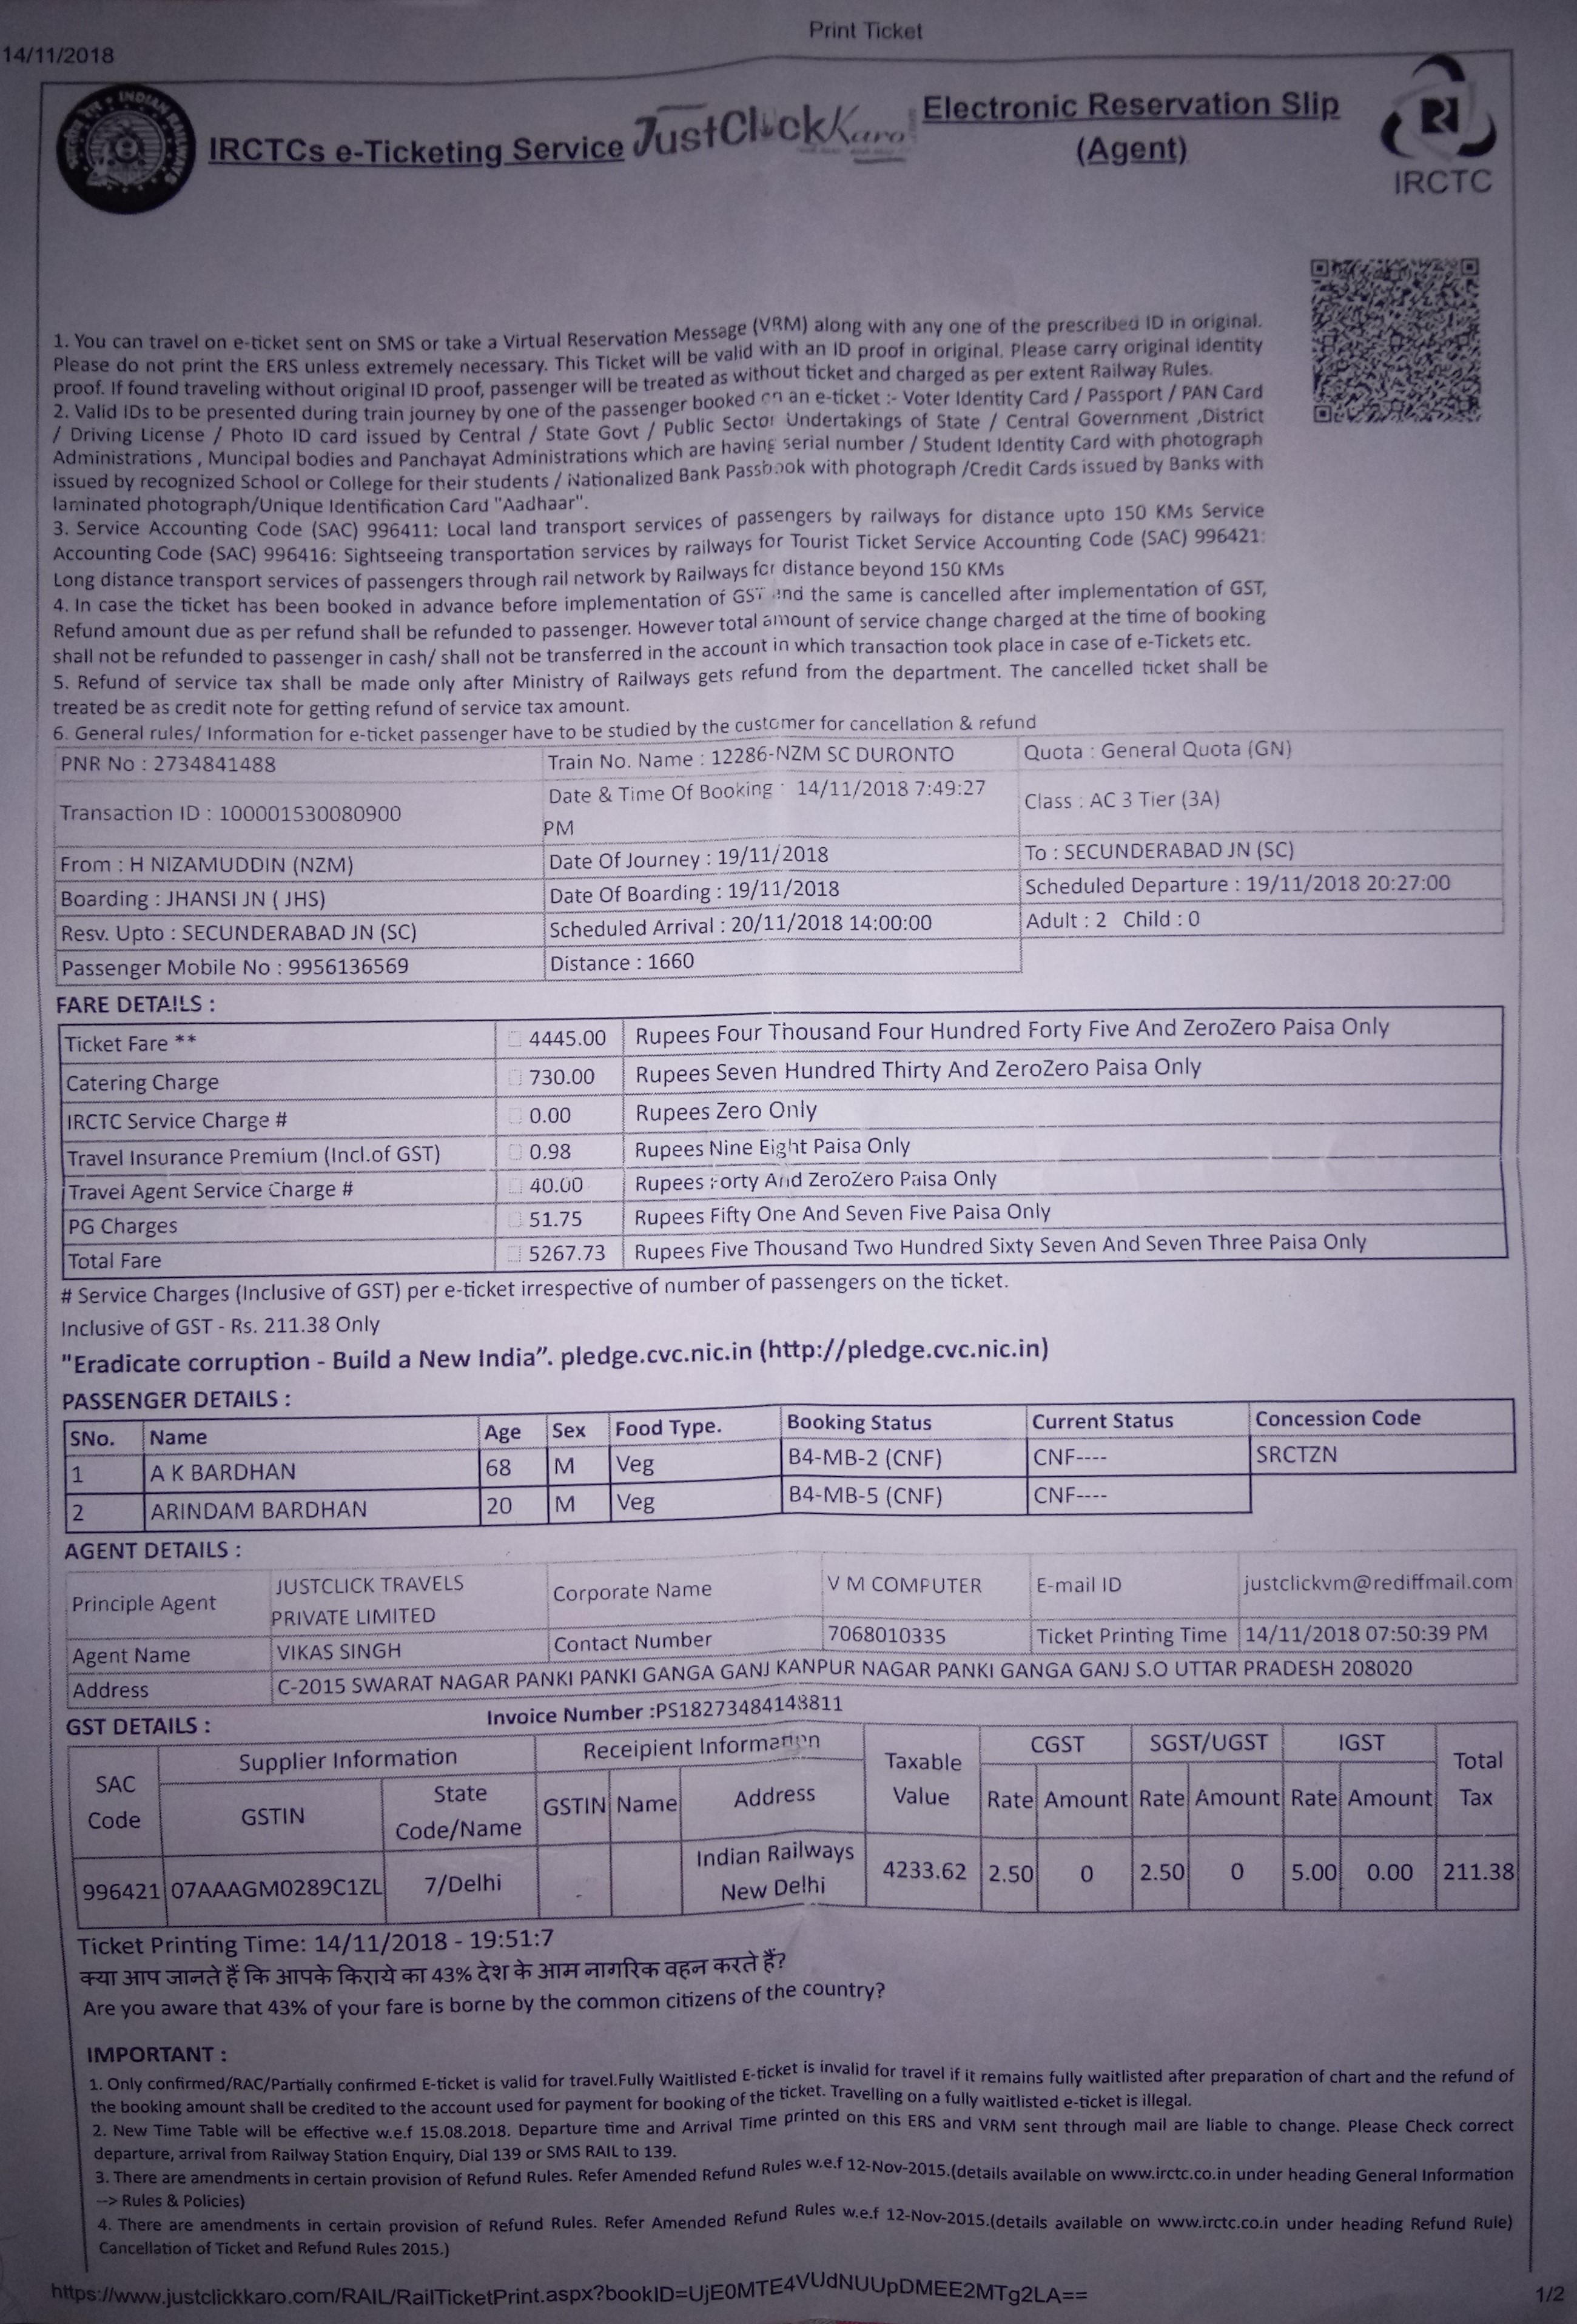 Print Ticket
14/11/2018
IRCTCs e-Ticketing Service JustClickKaro Electronic Reservation Slip
(Agent)
IRCTC
1. You can travel on e-ticket sent on SMS or take a Virtual Reservation Message (VRM) along with any one of the prescribed ID in original.
Please do not print the ERS unless extremely necessary. This Ticket will be valid with an ID proof in original. Please carry original identity
proof. If found traveling without original ID proof, passenger will be treated as without ticket and charged as per extent Railway Rules.
2. Valid IDs to be presented during train journey by one of the passenger booked on an e-ticket :- Voter Identity Card / Passport / PAN Card
/ Driving License / Photo ID card issued by Central / State Govt / Public Sector Undertakings of State / Central Government ,District
Administrations , Muncipal bodies and Panchayat Administrations which are having serial number / Student Identity Card with photograph
issued by recognized School or College for their students / Nationalized Bank Passbook with photograph /Credit Cards issued by Banks with
laminated photograph/Unique Identification Card "Aadhaar".
3. Service Accounting Code (SAC) 996411: Local land transport services of passengers by railways for distance upto 150 KMs Service
Accounting Code (SAC) 996416: Sightseeing transportation services by railways for Tourist Ticket Service Accounting Code (SAC) 996421:
Long distance transport services of passengers through rail network by Railways for distance beyond 150 KMs
4. In case the ticket has been booked in advance before implementation of GST and the same is cancelled after implementation of GST,
Refund amount due as per refund shall be refunded to passenger. However total amount of service change charged at the time of booking
shall not be refunded to passenger in cash/ shall not be transferred in the account in which transaction took place in case of e-Tickets etc.
5. Refund of service tax shall be made only after Ministry of Railways gets refund from the department. The cancelled ticket shall be
treated be as credit note for getting refund of service tax amount.
6. General rules/ Information for e-ticket passenger have to be studied by the customer for cancellation & refund
PNR No : 2734841488 Train No. Name : 12286-NZM SC DURONTO Quota : General Quota (GN)
Transaction ID : 100001530080900 Date & Time Of Booking : 14/11/2018 7:49:27 PM Class : AC 3 Tier (3A)
From : H NIZAMUDDIN (NZM) Date Of Journey : 19/11/2018 To : SECUNDERABAD JN (SC)
Boarding : JHANSI JN ( JHS) Date Of Boarding : 19/11/2018 Scheduled Departure : 19/11/2018 20:27:00
Resv. Upto : SECUNDERABAD JN (SC) Scheduled Arrival : 20/11/2018 14:00:00 Adult : 2 Child : 0
Passenger Mobile No : 9956136569 Distance : 1660
FARE DETAILS :
Ticket Fare ** 4445.00 Rupees Four Thousand Four Hundred Forty Five And ZeroZero Paisa Only
Catering Charge 730.00 Rupees Seven Hundred Thirty And ZeroZero Paisa Only
IRCTC Service Charge # 0.00 Rupees Zero Only
Travel Insurance Premium (Incl.of GST) 0.98 Rupees Nine Eight Paisa Only
Travel Agent Service Charge # 40.00 Rupees Forty And ZeroZero Paisa Only
PG Charges 51.75 Rupees Fifty One And Seven Five Paisa Only
Total Fare 5267.73 Rupees Five Thousand Two Hundred Sixty Seven And Seven Three Paisa Only
# Service Charges (Inclusive of GST) per e-ticket irrespective of number of passengers on the ticket.
Inclusive of GST - Rs. 211.38 Only
"Eradicate corruption - Build a New India”. pledge.cvc.nic.in (http://pledge.cvc.nic.in)
PASSENGER DETAILS :
SNo. Name Age Sex Food Type. Booking Status Current Status Concession Code
1 A K BARDHAN 68 M Veg B4-MB-2 (CNF) CNF---- SRCTZN
2 ARINDAM BARDHAN 20 M Veg B4-MB-5 (CNF) CNF----
AGENT DETAILS :
Principle Agent JUSTCLICK TRAVELS PRIVATE LIMITED Corporate Name V M COMPUTER E-mail ID justclickvm@rediffmail.com
Agent Name VIKAS SINGH Contact Number 7068010335 Ticket Printing Time 14/11/2018 07:50:39 PM
Address C-2015 SWARAT NAGAR PANKI PANKI GANGA GANJ KANPUR NAGAR PANKI GANGA GANJ S.O UTTAR PRADESH 208020
GST DETAILS : Invoice Number :PS18273484148811
SAC Code Supplier Information Receipient Information Taxable Value CGST SGST/UGST IGST Total Tax
GSTIN State Code/Name GSTIN Name Address Rate Amount Rate Amount Rate Amount
996421 07AAAGM0289C1ZL 7/Delhi Indian Railways New Delhi 4233.62 2.50 0 2.50 0 5.00 0.00 211.38
Ticket Printing Time: 14/11/2018 - 19:51:7
क्या आप जानते हैं कि आपके किराये का 43% देश के आम नागरिक वहन करते हैं?
Are you aware that 43% of your fare is borne by the common citizens of the country?
IMPORTANT :
1. Only confirmed/RAC/Partially confirmed E-ticket is valid for travel.Fully Waitlisted E-ticket is invalid for travel if it remains fully waitlisted after preparation of chart and the refund of
the booking amount shall be credited to the account used for payment for booking of the ticket. Travelling on a fully waitlisted e-ticket is illegal.
2. New Time Table will be effective w.e.f 15.08.2018. Departure time and Arrival Time printed on this ERS and VRM sent through mail are liable to change. Please Check correct
departure, arrival from Railway Station Enquiry, Dial 139 or SMS RAIL to 139.
3. There are amendments in certain provision of Refund Rules. Refer Amended Refund Rules w.e.f 12-Nov-2015.(details available on www.irctc.co.in under heading General Information
--> Rules & Policies)
4. There are amendments in certain provision of Refund Rules. Refer Amended Refund Rules w.e.f 12-Nov-2015.(details available on www.irctc.co.in under heading Refund Rule)
Cancellation of Ticket and Refund Rules 2015.)
https://www.justclickkaro.com/RAIL/RailTicketPrint.aspx?bookID=UjE0MTE4VUdNUUpDMEE2MTg2LA== 1/2